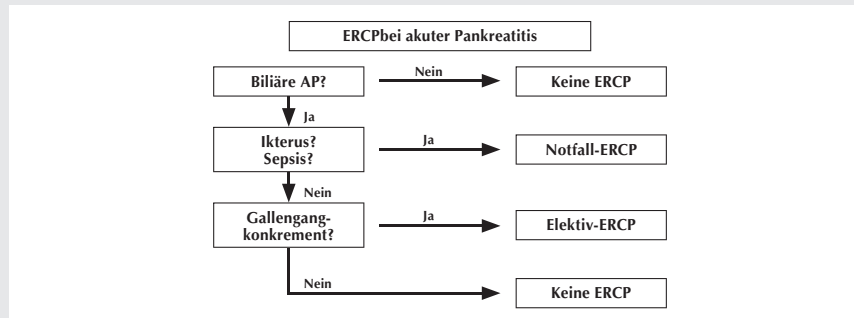 ERCPbei akuter Pankreatitis
Biliäre AP?
Nein
Keine ERCP
Ja
Ikterus?
Sepsis?
Ja
Notfall-ERCP
Nein
Gallengang-
konkrement?
Ja
Elektiv-ERCP
Nein
Keine ERCP